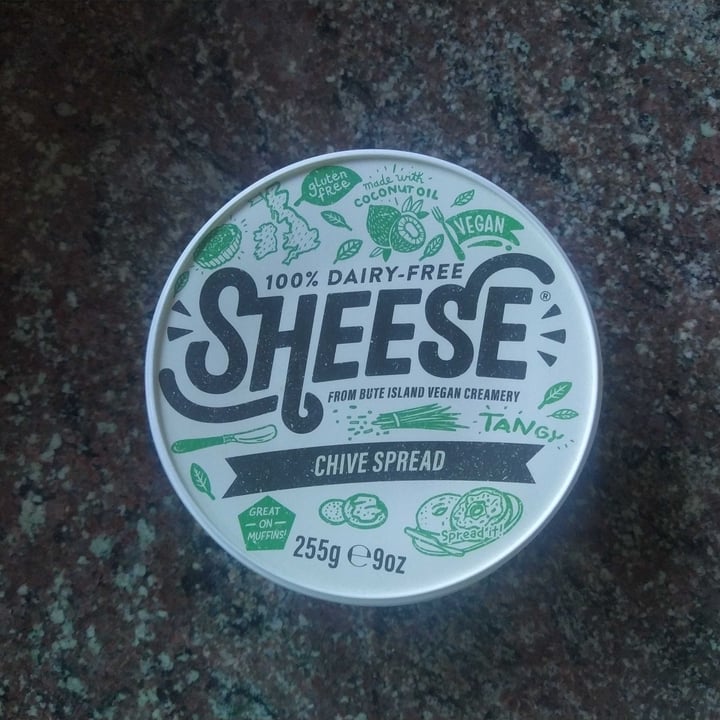 gluten
FREE
made with
COCONUT OIL
VEGAN
100% DAIRY-FREE
SHEESE®
FROM BUTE ISLAND VEGAN CREAMERY
TANGY
CHIVE SPREAD
GREAT
- ON -
MUFFINS!
Spread it!
255g ℮ 9oz